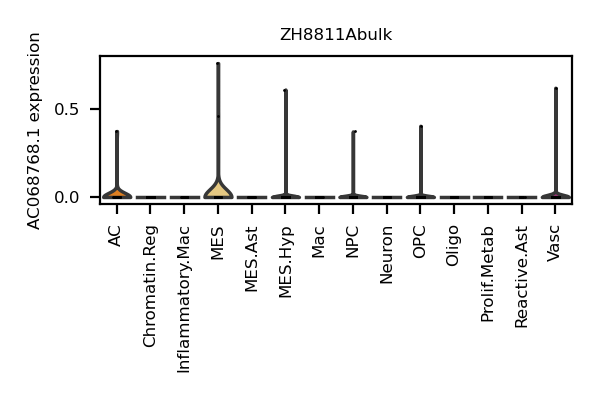 ZH8811Abulk
AC068768.1 expression
0.5
0.0
AC
Chromatin.Reg
Inflammatory.Mac
MES
MES.Ast
MES.Hyp
Mac
NPC
Neuron
OPC
Oligo
Prolif.Metab
Reactive.Ast
Vasc